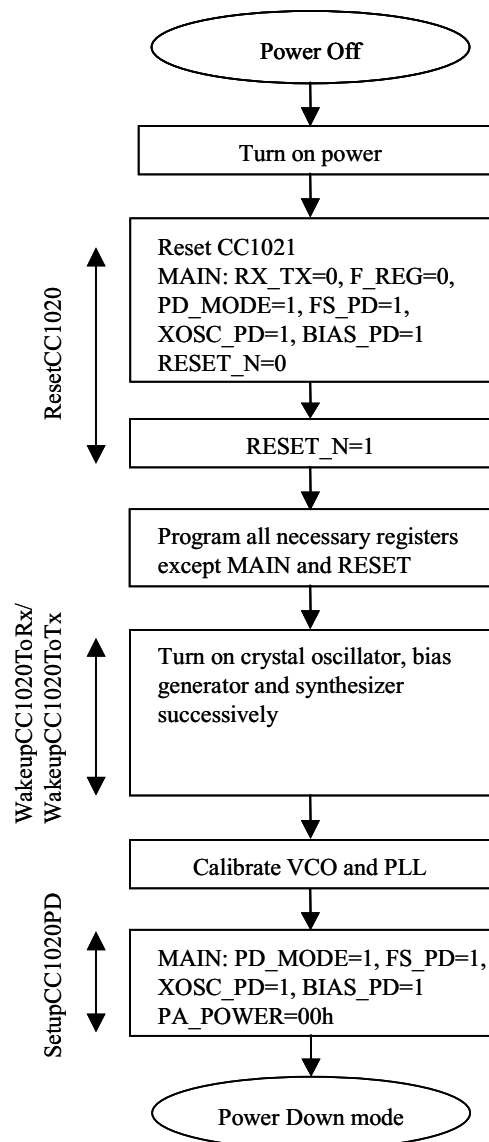 Power Off
Turn on power
ResetCC1020
Reset CC1021
MAIN: RX_TX=0, F_REG=0,
PD_MODE=1, FS_PD=1,
XOSC_PD=1, BIAS_PD=1
RESET_N=0
RESET_N=1
Program all necessary registers
except MAIN and RESET
WakeupCC1020ToRx/
WakeupCC1020ToTx
Turn on crystal oscillator, bias
generator and synthesizer
successively
Calibrate VCO and PLL
SetupCC1020PD
MAIN: PD_MODE=1, FS_PD=1,
XOSC_PD=1, BIAS_PD=1
PA_POWER=00h
Power Down mode